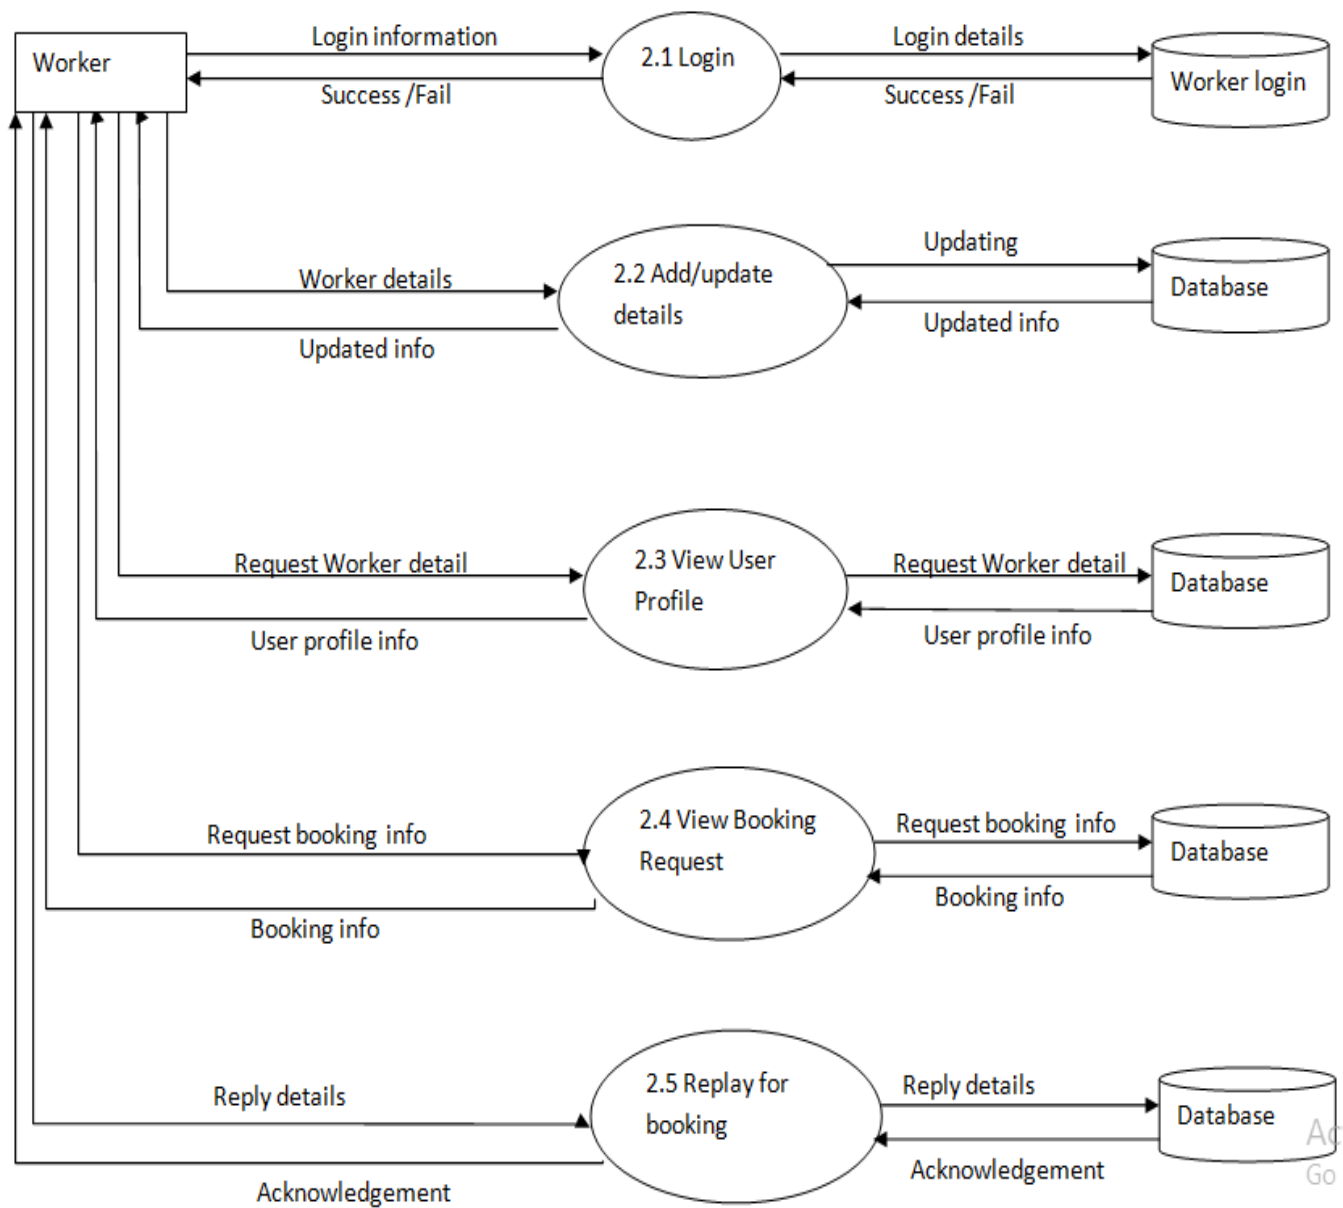 Worker
Login information
Success /Fail
2.1 Login
Login details
Success /Fail
Worker login
Worker details
Updated info
2.2 Add/update
details
Updating
Updated info
Database
Request Worker detail
User profile info
2.3 View User
Profile
Request Worker detail
User profile info
Database
Request booking info
Booking info
2.4 View Booking
Request
Request booking info
Booking info
Database
Reply details
Acknowledgement
2.5 Replay for
booking
Reply details
Acknowledgement
Database
Ac
Go